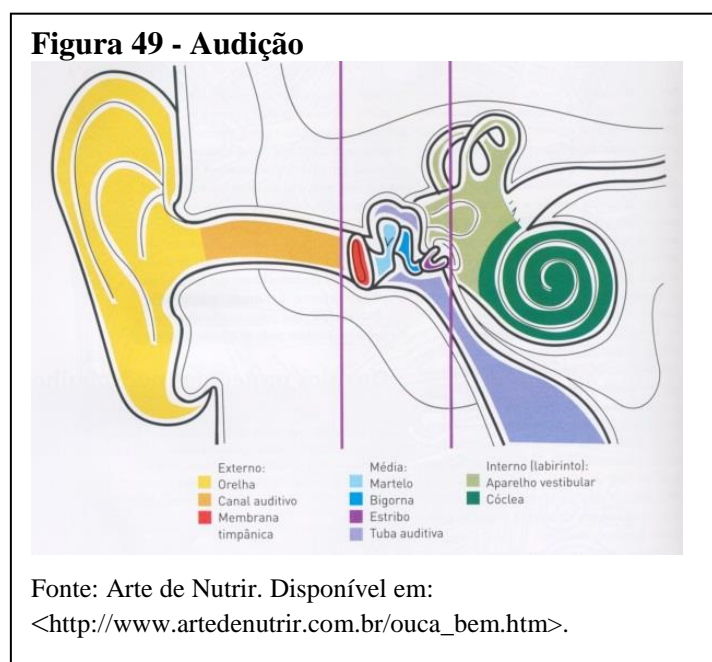 Figura 49 - Audição
Externo:
Orelha
Canal auditivo
Membrana
timpânica
Média:
Martelo
Bigorna
Estribo
Tuba auditiva
Interno (labirinto):
Aparelho vestibular
Cóclea
Fonte: Arte de Nutrir. Disponível em:
<http://www.artedenutrir.com.br/ouca_bem.htm>.